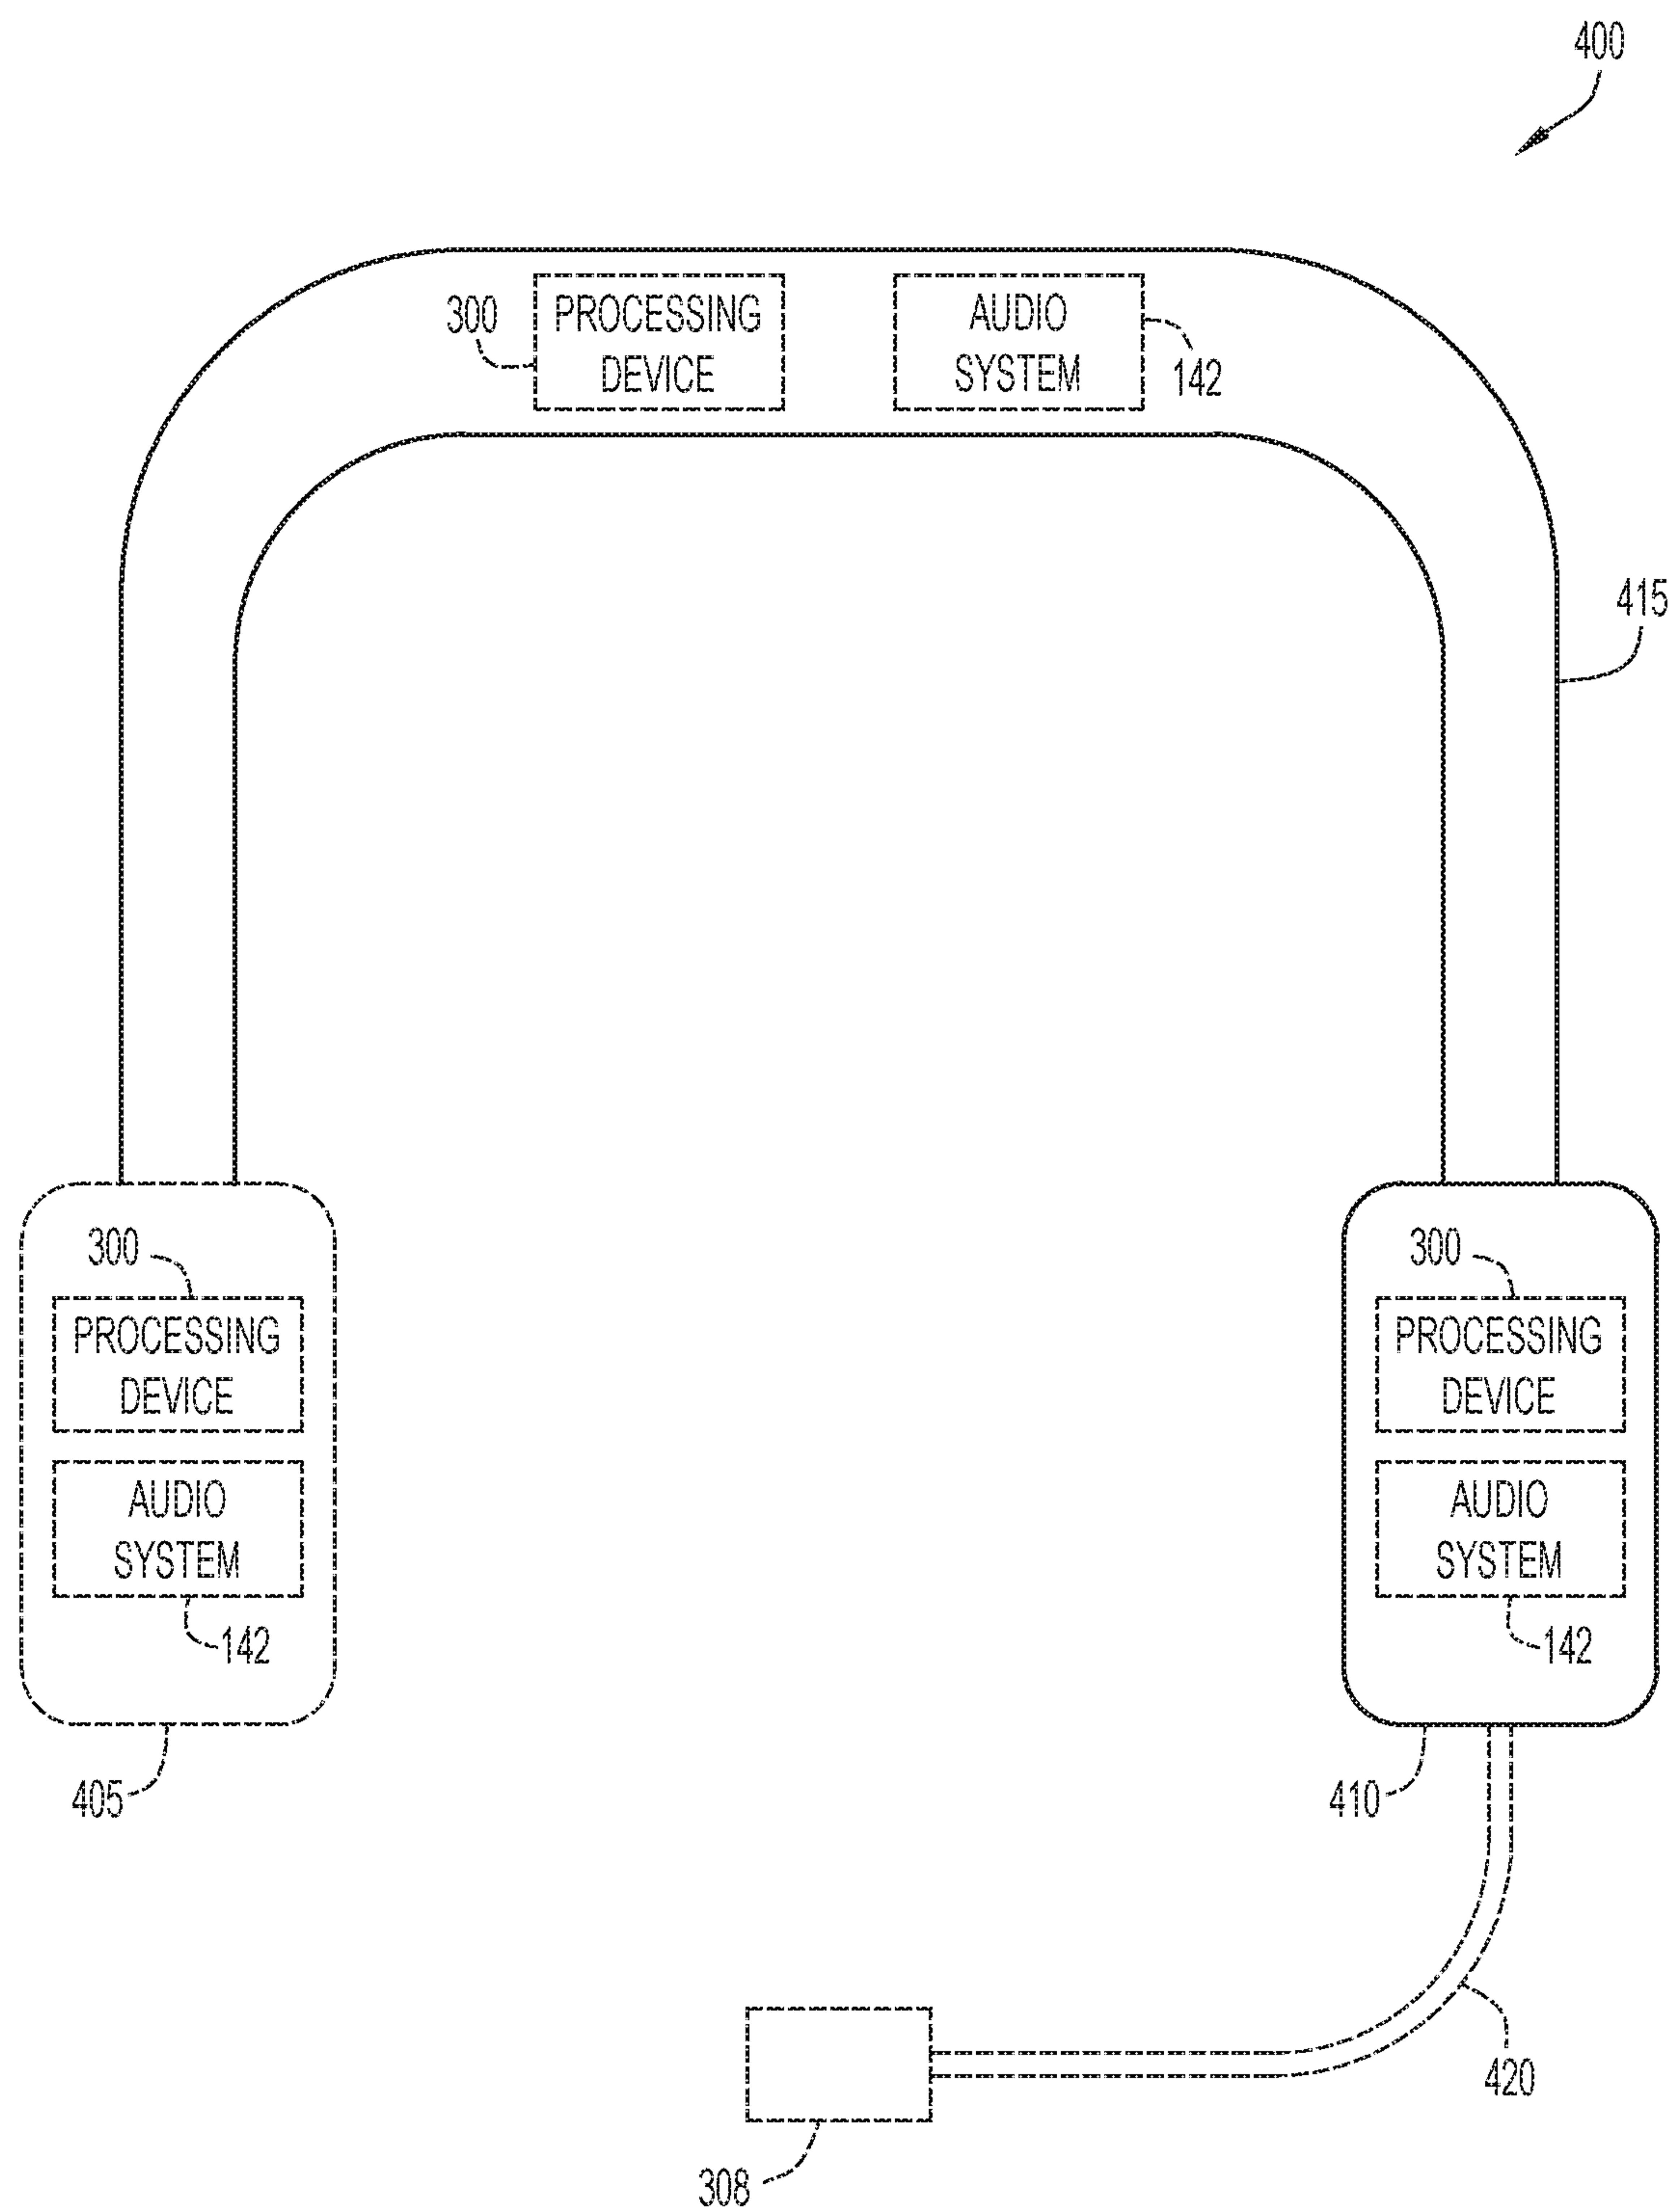 400
300
PROCESSING
DEVICE
AUDIO
SYSTEM
142
415
300
PROCESSING
DEVICE
AUDIO
SYSTEM
142
405
300
PROCESSING
DEVICE
AUDIO
SYSTEM
142
410
420
308